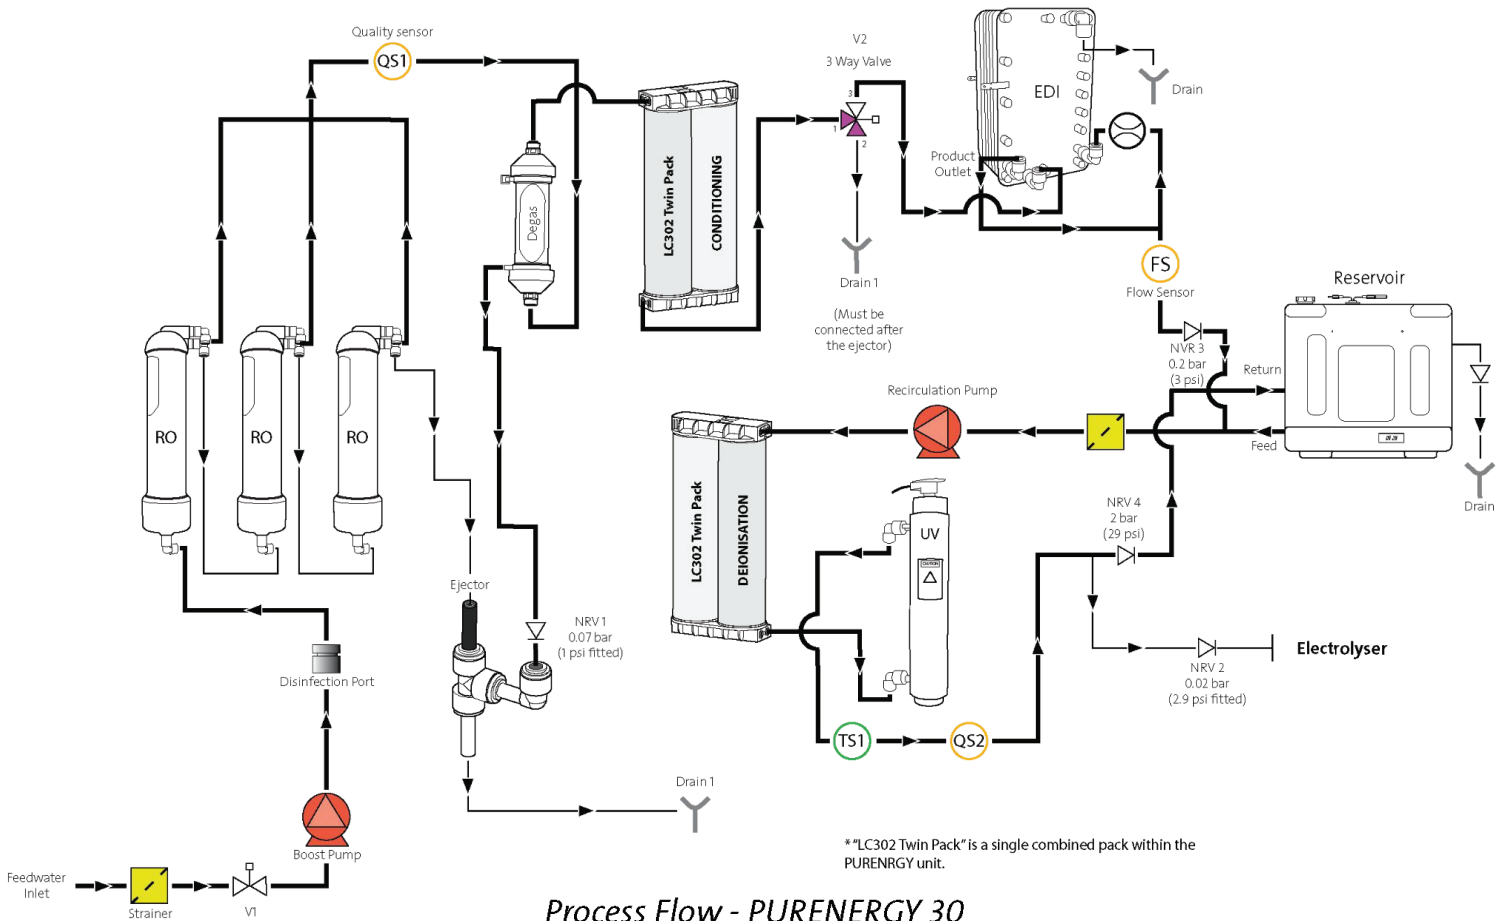 Quality sensor
QS1
V2
3 Way Valve
3
1
2
EDI
Drain
Product
Outlet
LC302 Twin Pack
CONDITIONING
Degas
Drain 1
(Must be
connected after
the ejector)
FS
Flow Sensor
Reservoir
NVR 3
0.2 bar
(3 psi)
Return
Feed
Drain
RO
RO
RO
Recirculation Pump
LC302 Twin Pack
DEIONISATION
UV
CAUTION
NRV 4
2 bar
(29 psi)
Ejector
NRV 1
0.07 bar
(1 psi fitted)
Disinfection Port
Electrolyser
NRV 2
0.02 bar
(2.9 psi fitted)
TS1
QS2
Drain 1
Boost Pump
Feedwater
Inlet
Strainer
V1
* "LC302 Twin Pack" is a single combined pack within the
PURENRGY unit.
Process Flow - PURENERGY 30